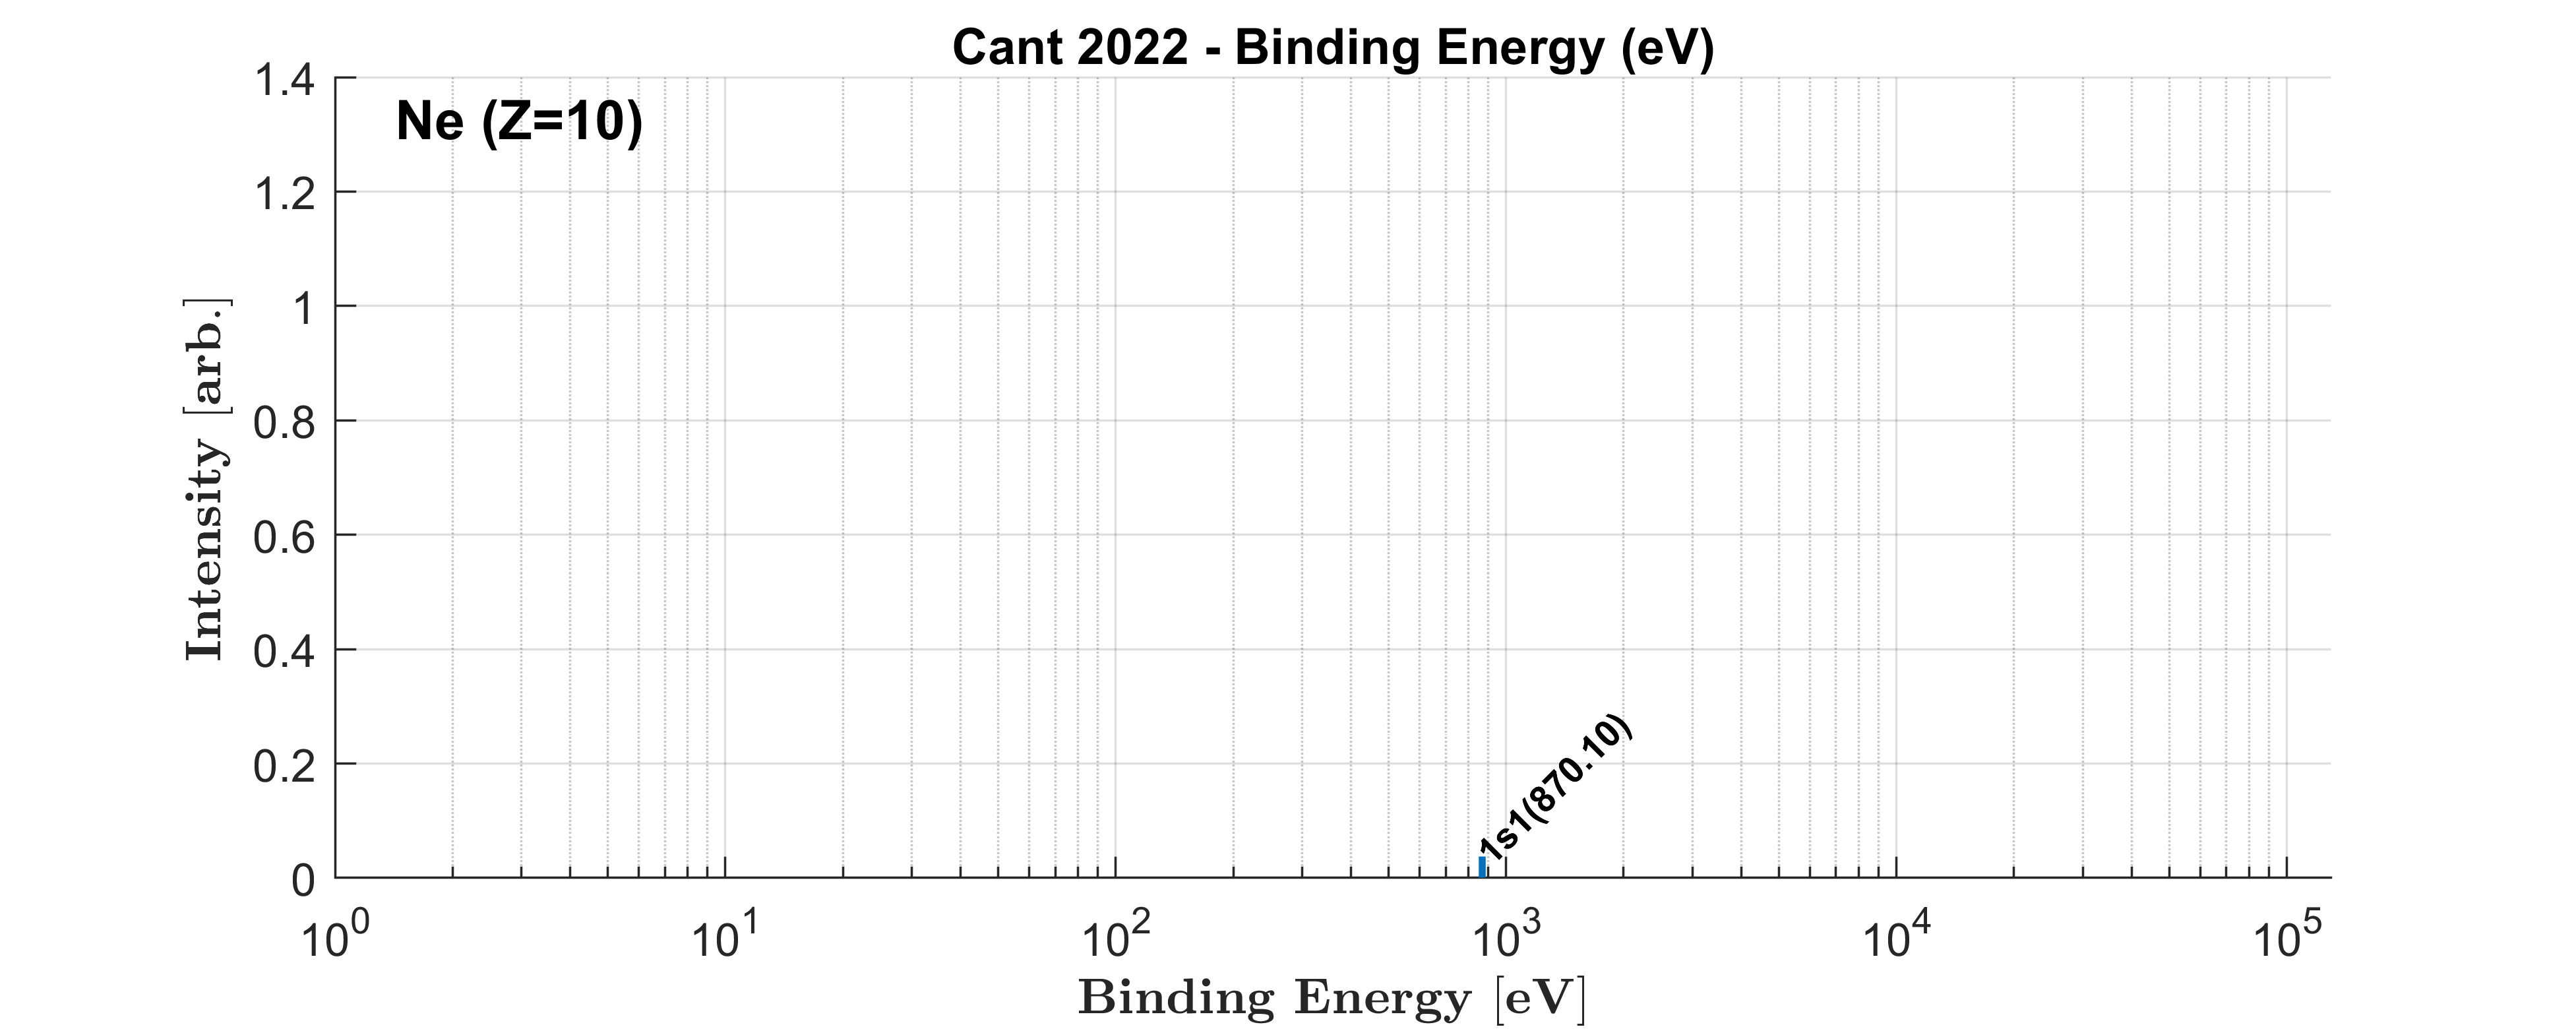 Cant 2022 - Binding Energy (eV)
Ne (Z=10)
Intensity [arb.]
1.4
1.2
1
0.8
0.6
0.4
0.2
0
1s1(870.10)
10^0 10^1 10^2 10^3 10^4 10^5
Binding Energy [eV]